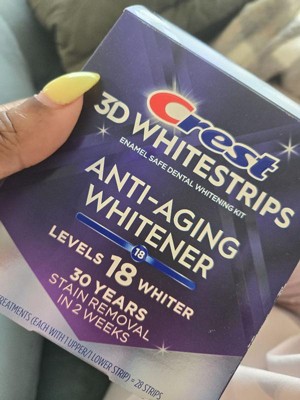 Crest
3D WHITESTRIPS
ENAMEL SAFE DENTAL WHITENING KIT
ANTI-AGING
WHITENER
18
LEVELS 18 WHITER
30 YEARS
STAIN REMOVAL
IN 2 WEEKS
TREATMENTS (EACH WITH 1 UPPER/1 LOWER STRIP) = 28 STRIPS